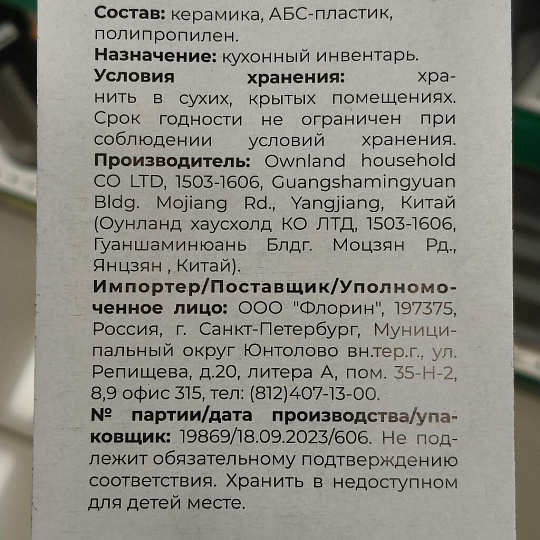 Состав: керамика, АБС-пластик,
полипропилен.
Назначение: кухонный инвентарь.
Условия хранения: хра-
нить в сухих, крытых помещениях.
Срок годности не ограничен при
соблюдении условий хранения.
Производитель: Ownland household
CO LTD, 1503-1606, Guangshamingyuan
Bldg. Mojiang Rd., Yangjiang, Китай
(Оунланд хаусхолд КО ЛТД, 1503-1606,
Гуаншаминюань Блдг. Моцзян Рд.,
Янцзян , Китай).
Импортер/Поставщик/Уполномо-
ченное лицо: ООО "Флорин", 197375,
Россия, г. Санкт-Петербург, Муници-
пальный округ Юнтолово вн.тер.г., ул.
Репищева, д.20, литера А, пом. 35-Н-2,
8,9 офис 315, тел: (812)407-13-00.
№ партии/дата производства/упа-
ковщик: 19869/18.09.2023/606. Не под-
лежит обязательному подтверждению
соответствия. Хранить в недоступном
для детей месте.